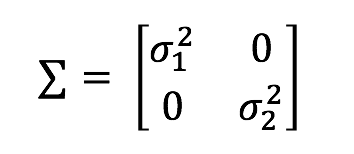 ∑ = [σ₁² 0
0 σ₂²]